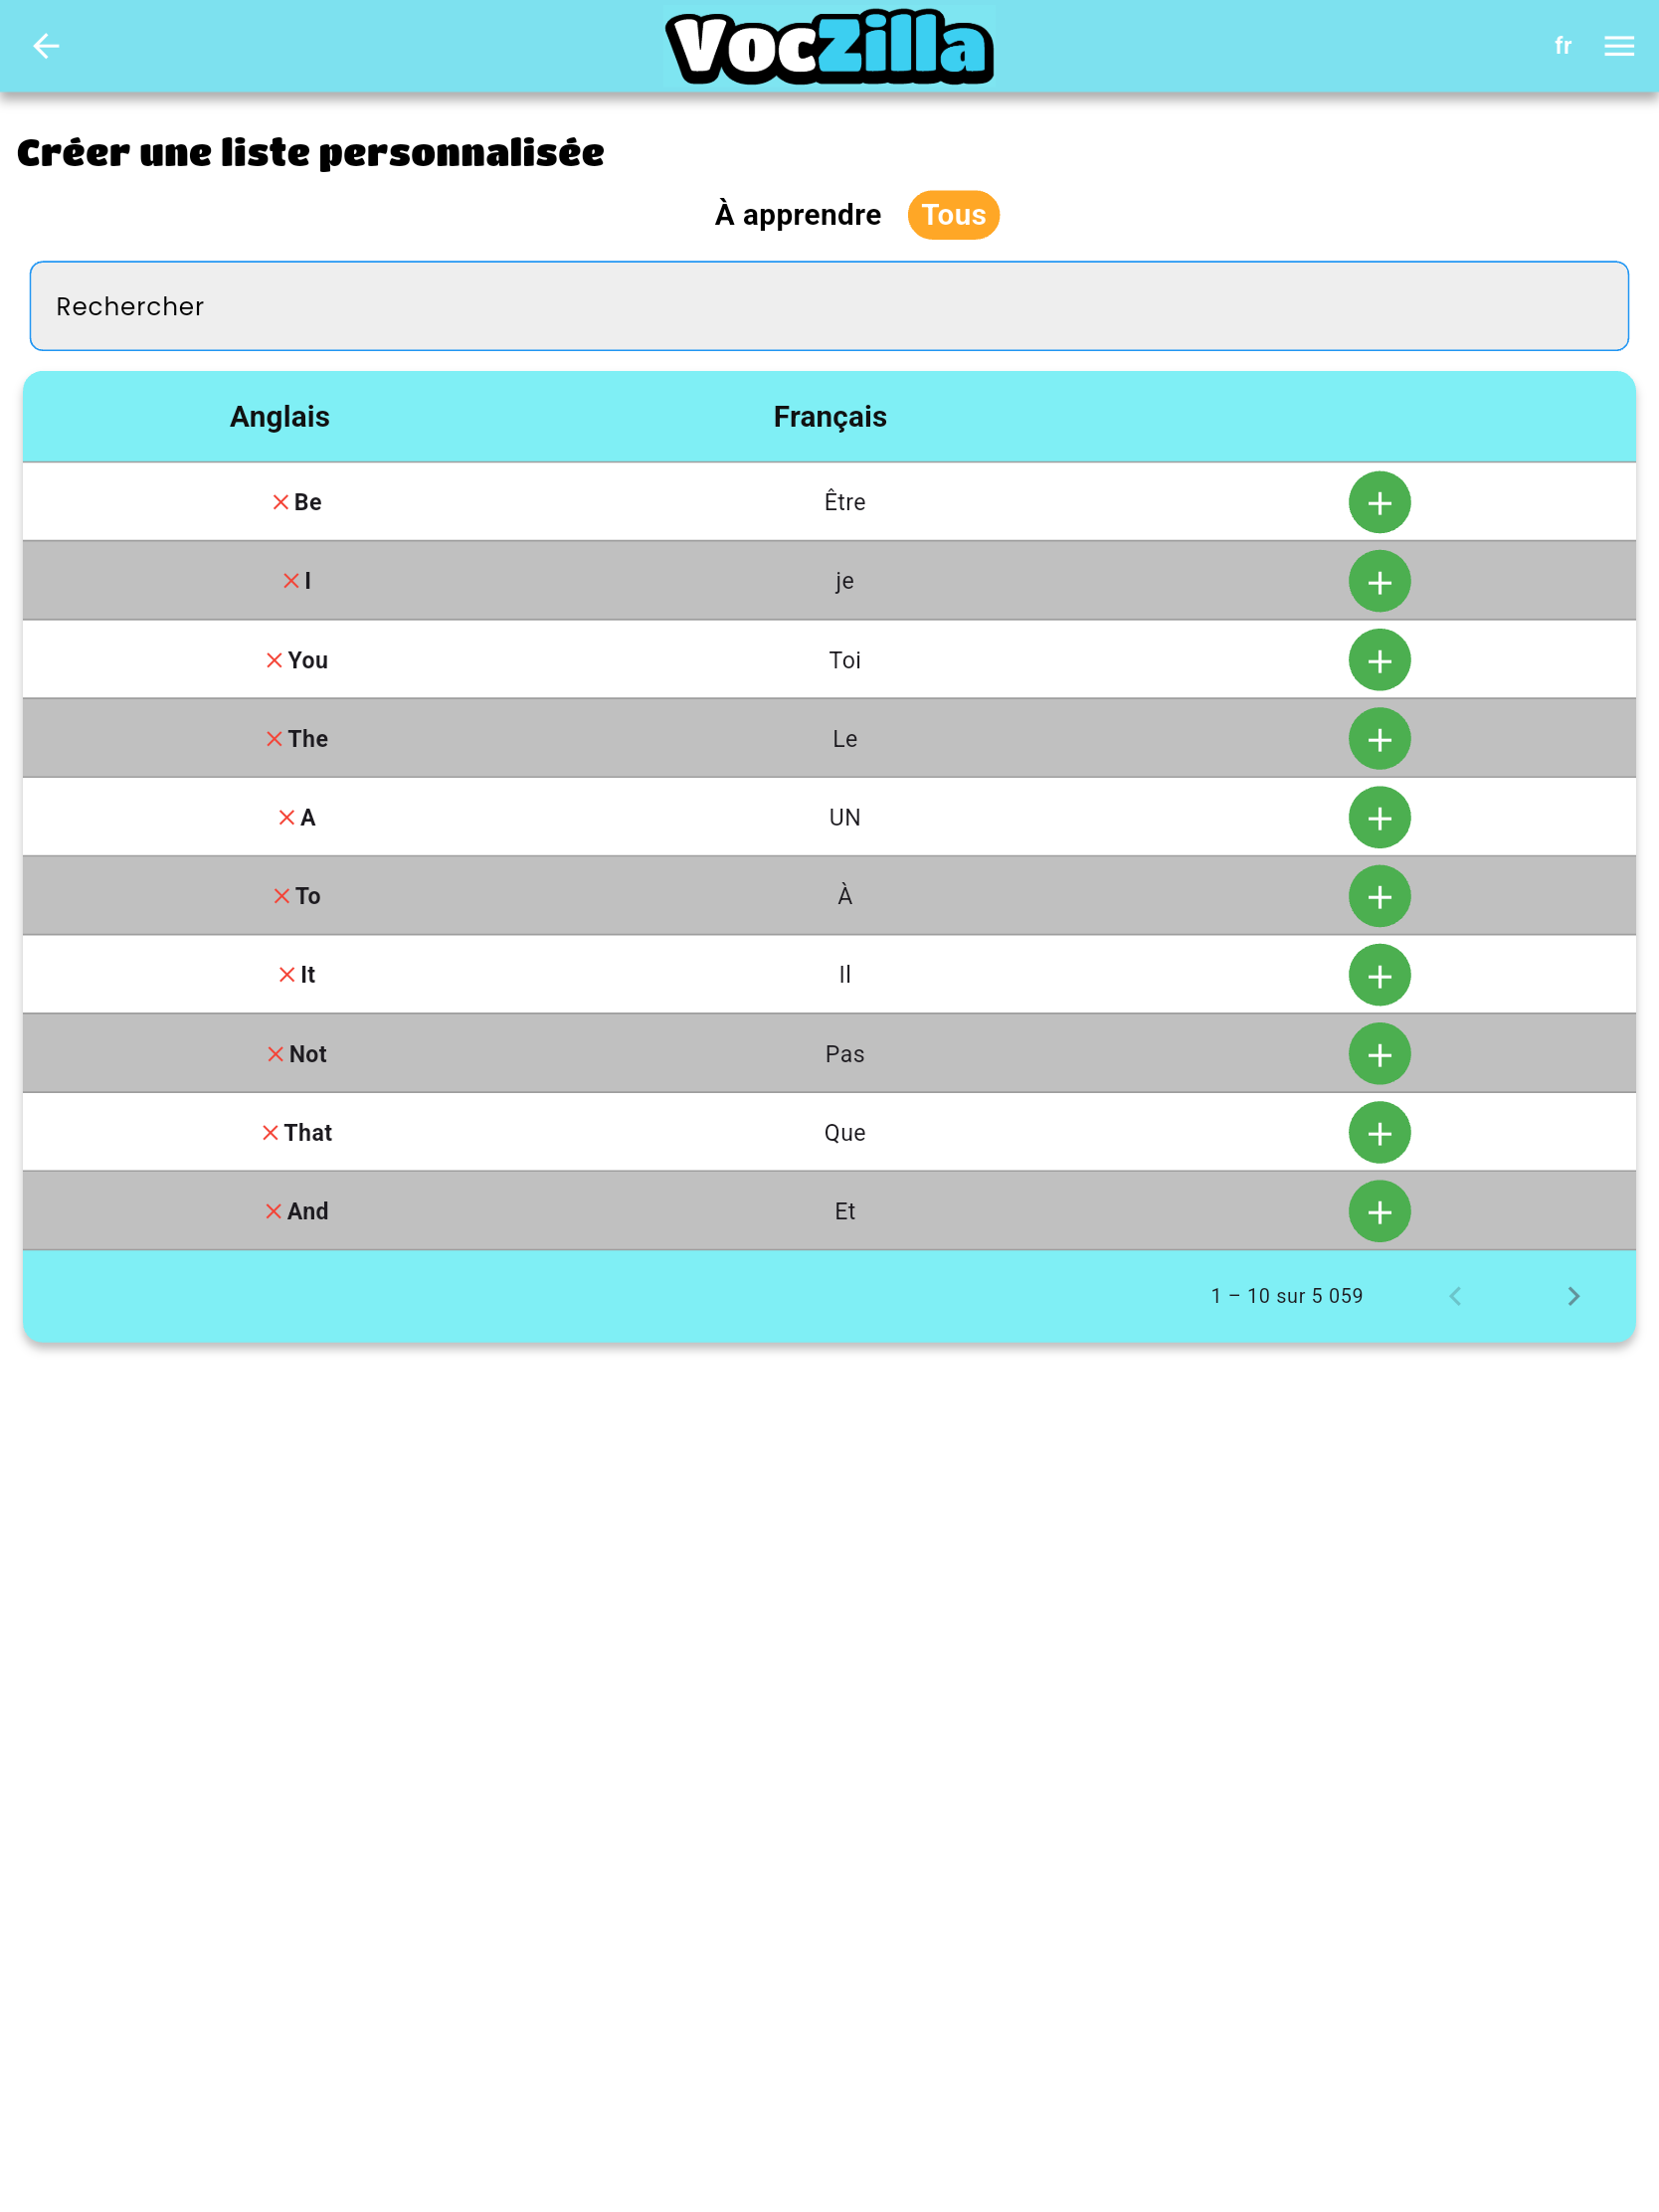 VocZilla
fr
Créer une liste personnalisée
À apprendre Tous
Rechercher
Anglais Français
Be Être
I je
You Toi
The Le
A UN
To À
It Il
Not Pas
That Que
And Et
1 – 10 sur 5 059